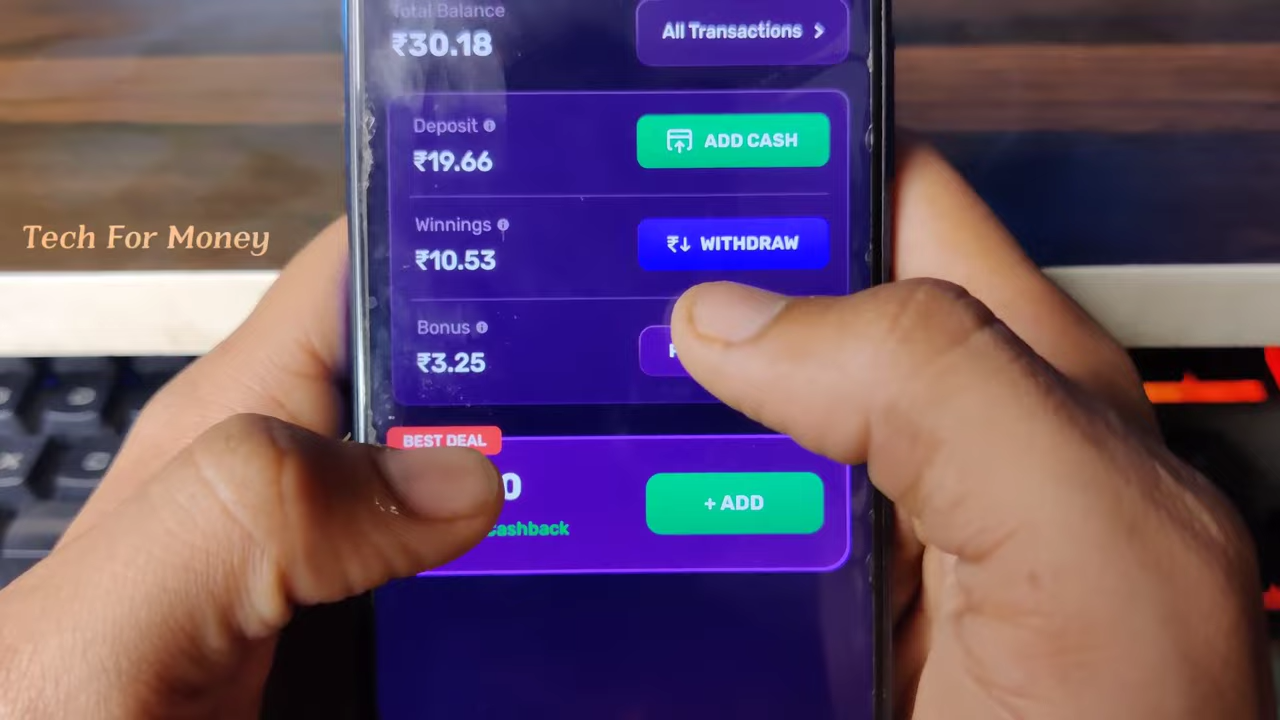 Total Balance
₹30.18
All Transactions >
Deposit
₹19.66
ADD CASH
Winnings
₹10.53
₹↓ WITHDRAW
Bonus
₹3.25
BEST DEAL
+ ADD
Tech For Money